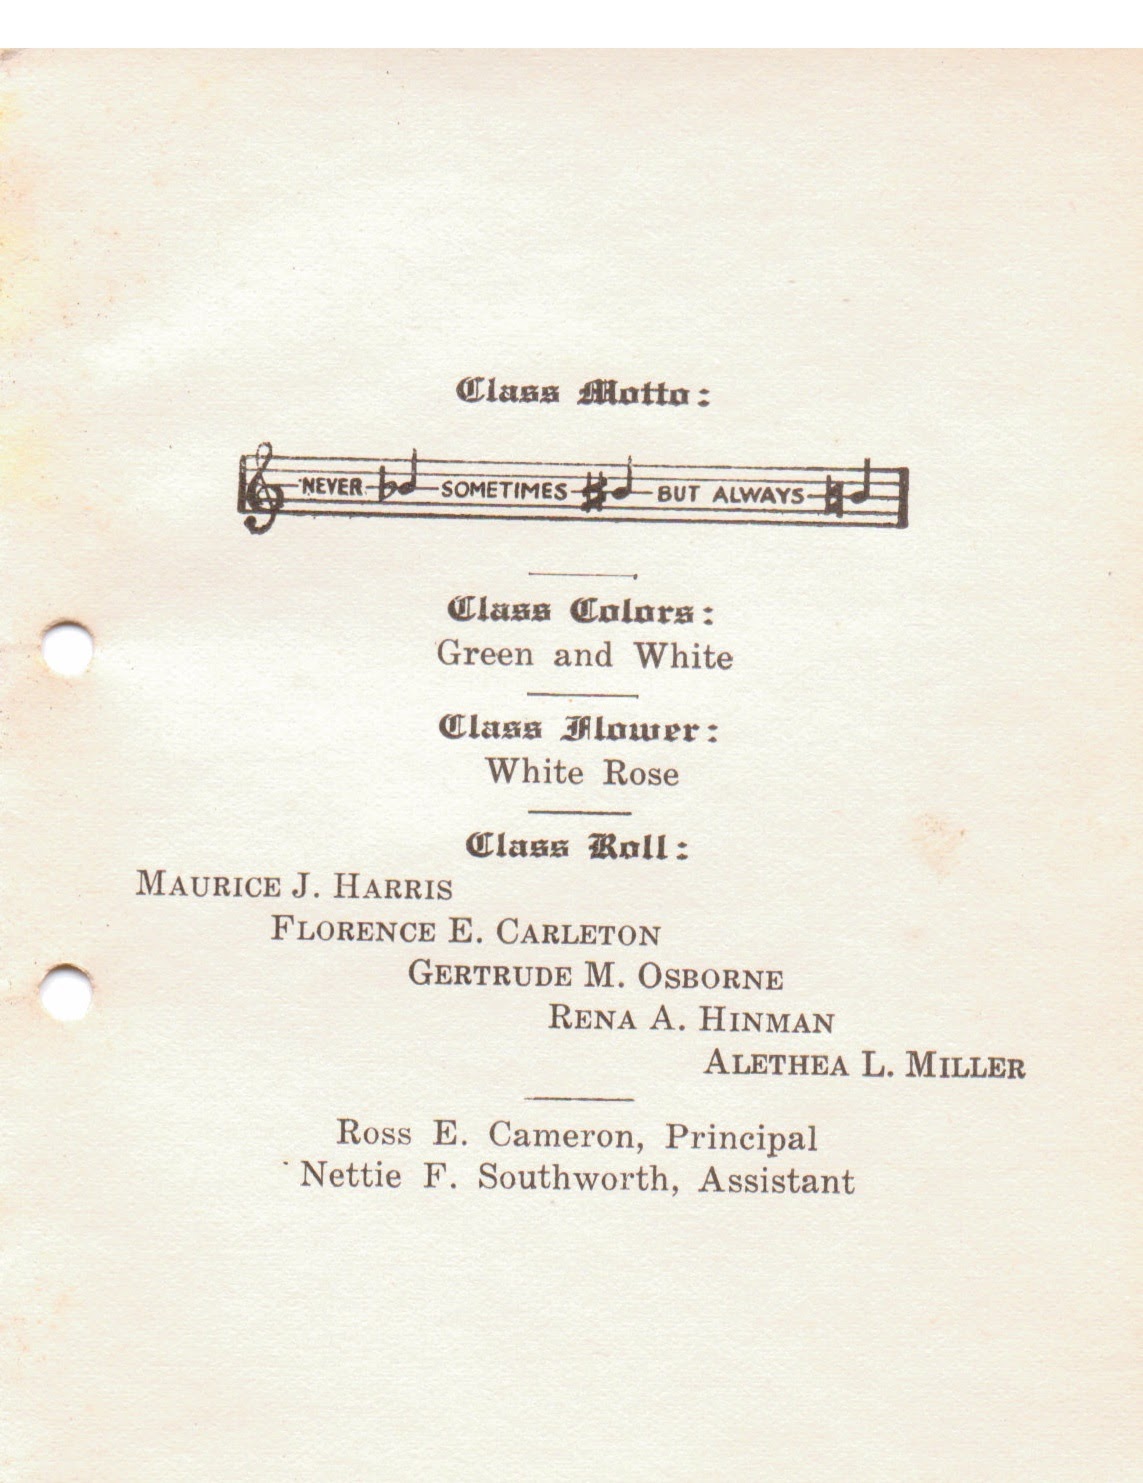 Class Motto:
NEVER ♭♩ SOMETIMES ♯♩ BUT ALWAYS ♮♩
Class Colors:
Green and White
Class Flower:
White Rose
Class Roll:
MAURICE J. HARRIS
FLORENCE E. CARLETON
GERTRUDE M. OSBORNE
RENA A. HINMAN
ALETHEA L. MILLER
Ross E. Cameron, Principal
Nettie F. Southworth, Assistant